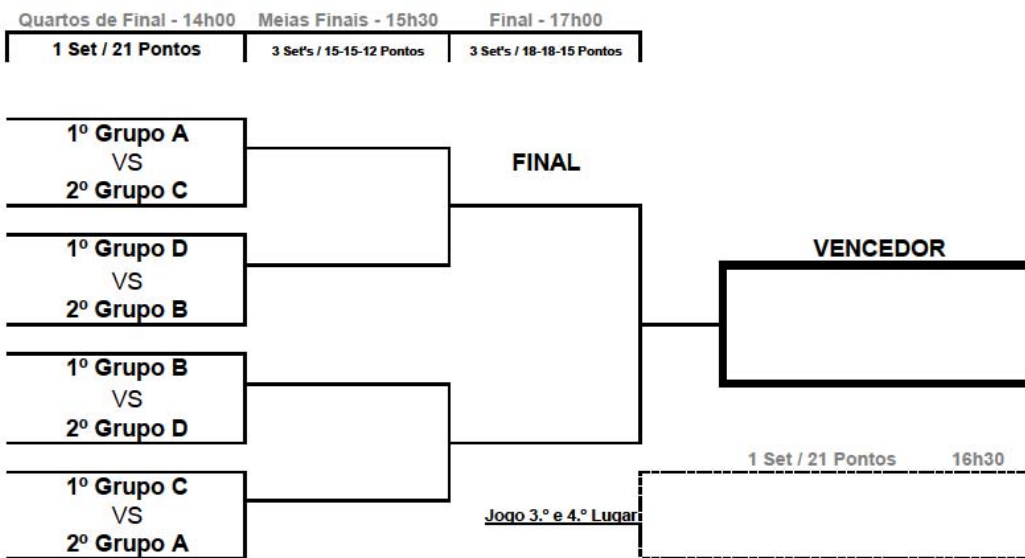 Quartos de Final - 14h00 Meias Finais - 15h30 Final - 17h00
1 Set / 21 Pontos 3 Set's / 15-15-12 Pontos 3 Set's / 18-18-15 Pontos
1º Grupo A
VS
2º Grupo C
FINAL
1º Grupo D
VS
2º Grupo B
VENCEDOR
1º Grupo B
VS
2º Grupo D
1 Set / 21 Pontos 16h30
1º Grupo C
VS
2º Grupo A
Jogo 3.º e 4.º Lugar